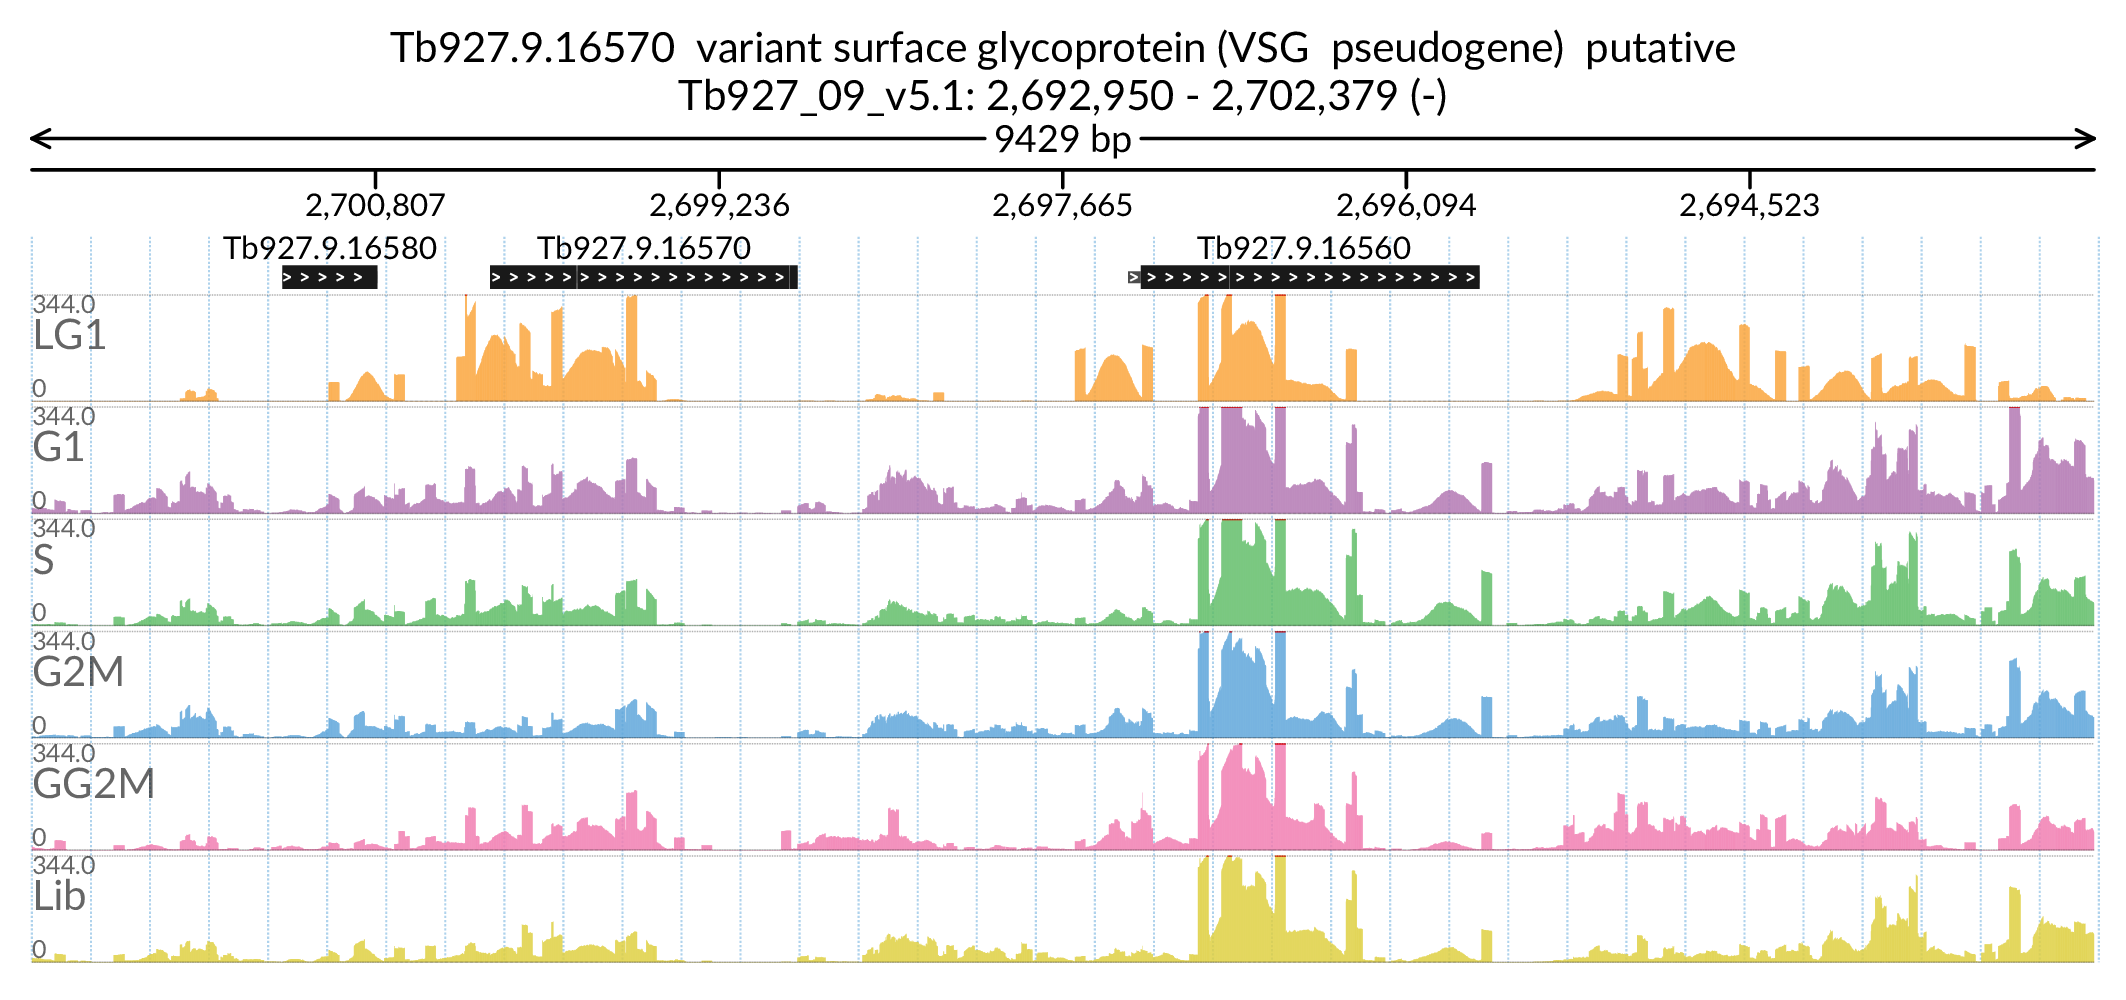 Tb927.9.16570 variant surface glycoprotein (VSG pseudogene) putative
Tb927_09_v5.1: 2,692,950 - 2,702,379 (-)
9429 bp
2,700,807 2,699,236 2,697,665 2,696,094 2,694,523
Tb927.9.16580 Tb927.9.16570 Tb927.9.16560
344.0
LG1
0
344.0
G1
0
344.0
S
0
344.0
G2M
0
344.0
GG2M
0
344.0
Lib
0